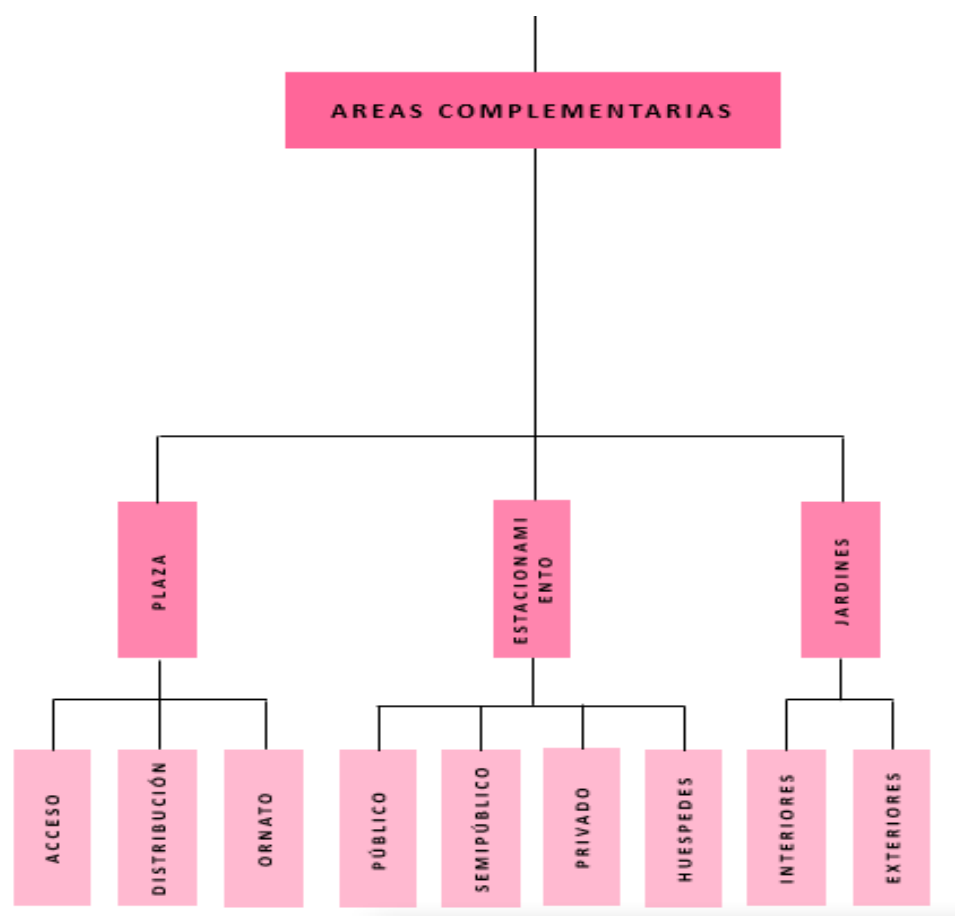 AREAS COMPLEMENTARIAS
PLAZA
ESTACIONAMI
ENTO
JARDINES
ACCESO
DISTRIBUCIÓN
ORNATO
PÚBLICO
SEMIPÚBLICO
PRIVADO
HUESPEDES
INTERIORES
EXTERIORES